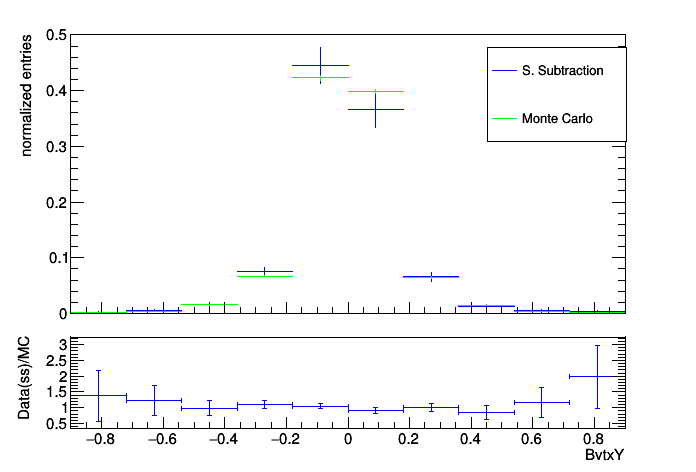 normalized entries
0.5
0.4
0.3
0.2
0.1
0
S. Subtraction
Monte Carlo
Data(ss)/MC
3
2.5
2
1.5
1
0.5
−0.8 −0.6 −0.4 −0.2 0 0.2 0.4 0.6 0.8
BvtxY